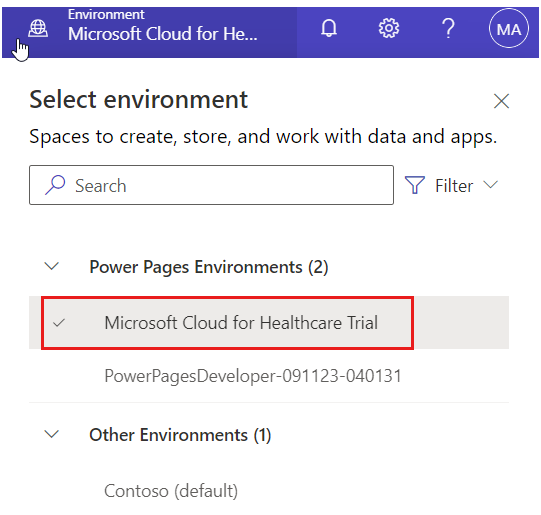 Environment
Microsoft Cloud for He...
?
MA
Select environment
Spaces to create, store, and work with data and apps.
Search
Filter
Power Pages Environments (2)
Microsoft Cloud for Healthcare Trial
PowerPagesDeveloper-091123-040131
Other Environments (1)
Contoso (default)